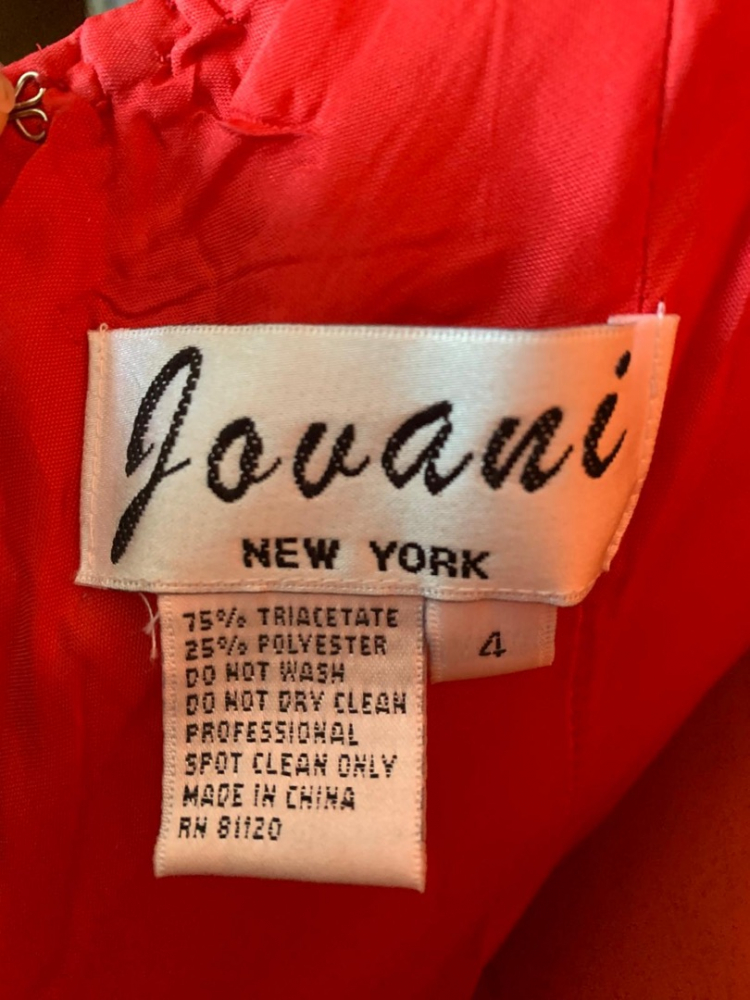 Jovani
NEW YORK
75% TRIACETATE
25% POLYESTER
DO NOT WASH
DO NOT DRY CLEAN
PROFESSIONAL
SPOT CLEAN ONLY
MADE IN CHINA
RN 81120
4